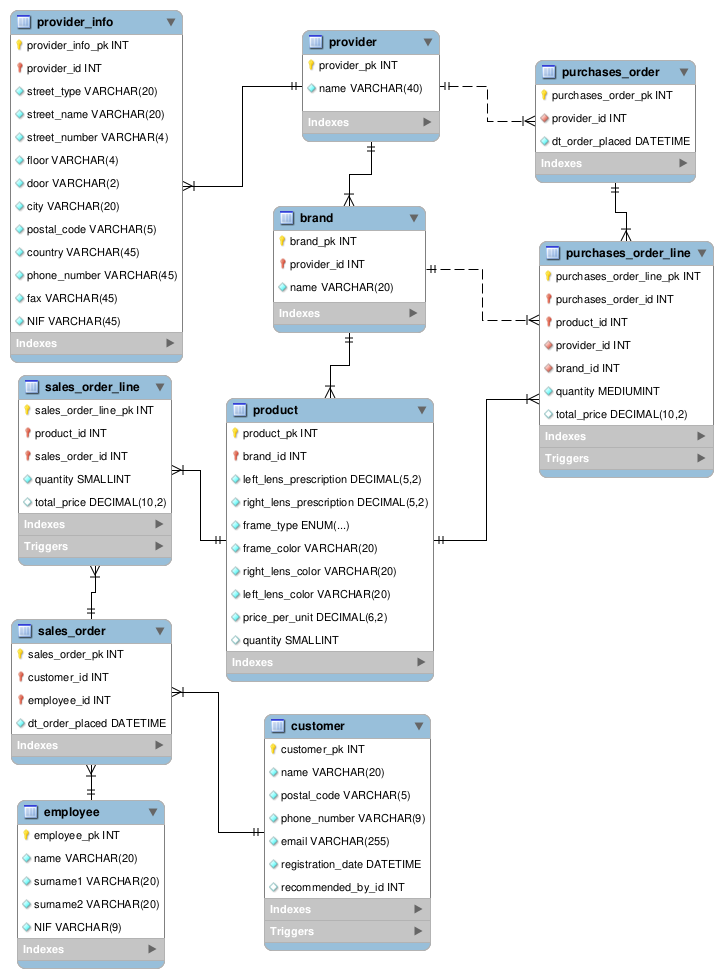 provider_info
provider_info_pk INT
provider_id INT
street_type VARCHAR(20)
street_name VARCHAR(20)
street_number VARCHAR(4)
floor VARCHAR(4)
door VARCHAR(2)
city VARCHAR(20)
postal_code VARCHAR(5)
country VARCHAR(45)
phone_number VARCHAR(45)
fax VARCHAR(45)
NIF VARCHAR(45)
Indexes
provider
provider_pk INT
name VARCHAR(40)
Indexes
purchases_order
purchases_order_pk INT
provider_id INT
dt_order_placed DATETIME
Indexes
brand
brand_pk INT
provider_id INT
name VARCHAR(20)
Indexes
purchases_order_line
purchases_order_line_pk INT
purchases_order_id INT
product_id INT
provider_id INT
brand_id INT
quantity MEDIUMINT
total_price DECIMAL(10,2)
Indexes
Triggers
sales_order_line
sales_order_line_pk INT
product_id INT
sales_order_id INT
quantity SMALLINT
total_price DECIMAL(10,2)
Indexes
Triggers
product
product_pk INT
brand_id INT
left_lens_prescription DECIMAL(5,2)
right_lens_prescription DECIMAL(5,2)
frame_type ENUM(...)
frame_color VARCHAR(20)
right_lens_color VARCHAR(20)
left_lens_color VARCHAR(20)
price_per_unit DECIMAL(6,2)
quantity SMALLINT
Indexes
sales_order
sales_order_pk INT
customer_id INT
employee_id INT
dt_order_placed DATETIME
Indexes
customer
customer_pk INT
name VARCHAR(20)
postal_code VARCHAR(5)
phone_number VARCHAR(9)
email VARCHAR(255)
registration_date DATETIME
recommended_by_id INT
Indexes
Triggers
employee
employee_pk INT
name VARCHAR(20)
surname1 VARCHAR(20)
surname2 VARCHAR(20)
NIF VARCHAR(9)
Indexes